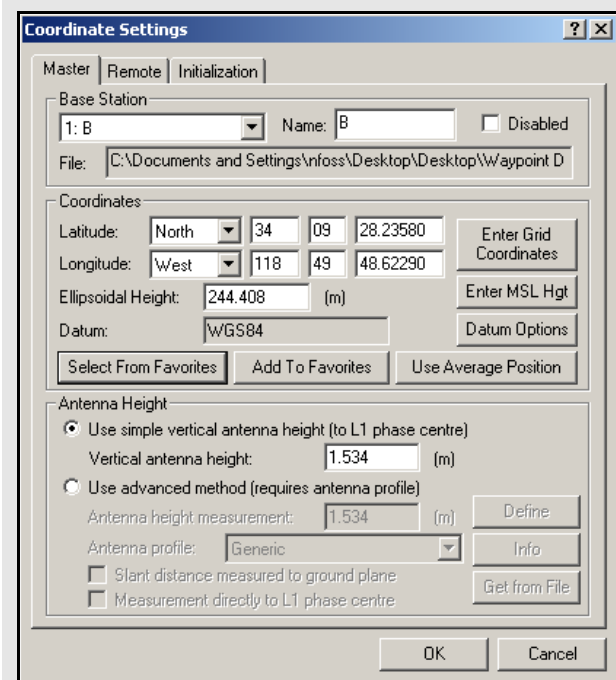 Coordinate Settings
Master Remote Initialization
Base Station
1: B Name: B Disabled
File: C:\Documents and Settings\nfoss\Desktop\Desktop\Waypoint D
Coordinates
Latitude: North 34 09 28.23580 Enter Grid Coordinates
Longitude: West 118 49 48.62290
Ellipsoidal Height: 244.408 (m) Enter MSL Hgt
Datum: WGS84 Datum Options
Select From Favorites Add To Favorites Use Average Position
Antenna Height
Use simple vertical antenna height (to L1 phase centre)
Vertical antenna height: 1.534 (m)
Use advanced method (requires antenna profile)
Antenna height measurement: 1.534 (m) Define
Antenna profile: Generic Info
Slant distance measured to ground plane Get from File
Measurement directly to L1 phase centre
OK Cancel